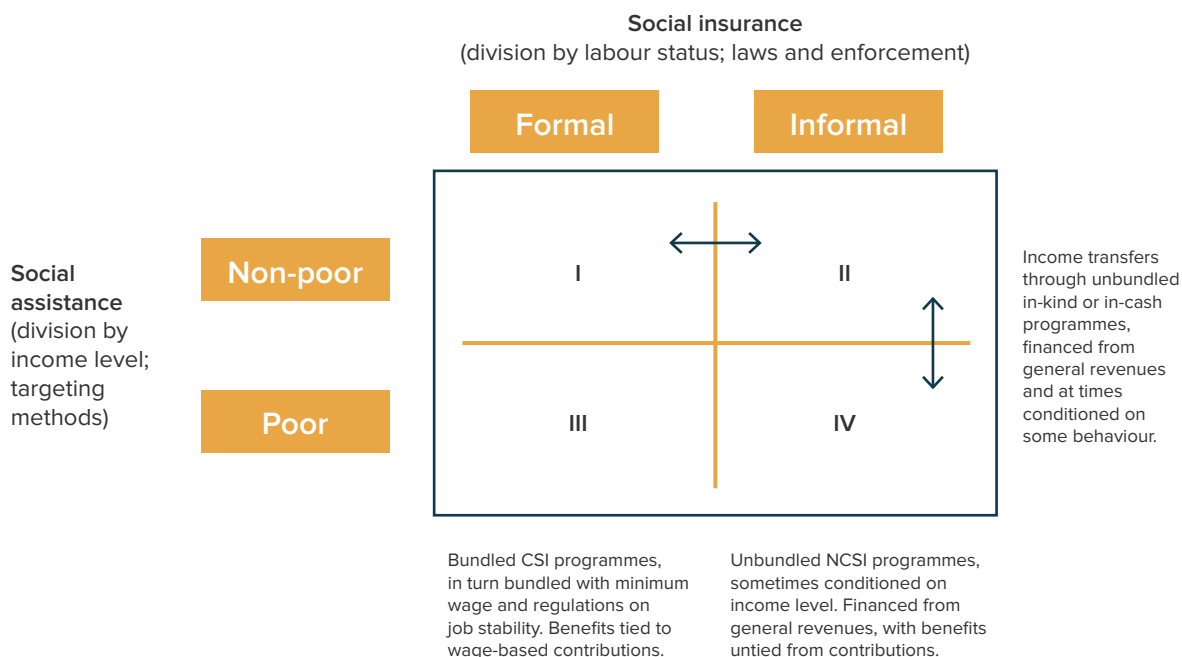 Social insurance
(division by labour status; laws and enforcement)
Formal
Informal
Social
assistance
(division by
income level;
targeting
methods)
Non-poor
Poor
I
II
III
IV
Income transfers
through unbundled
in-kind or in-cash
programmes,
financed from
general revenues
and at times
conditioned on
some behaviour.
Bundled CSI programmes,
in turn bundled with minimum
wage and regulations on
job stability. Benefits tied to
wage-based contributions.
Unbundled NCSI programmes,
sometimes conditioned on
income level. Financed from
general revenues, with benefits
untied from contributions.